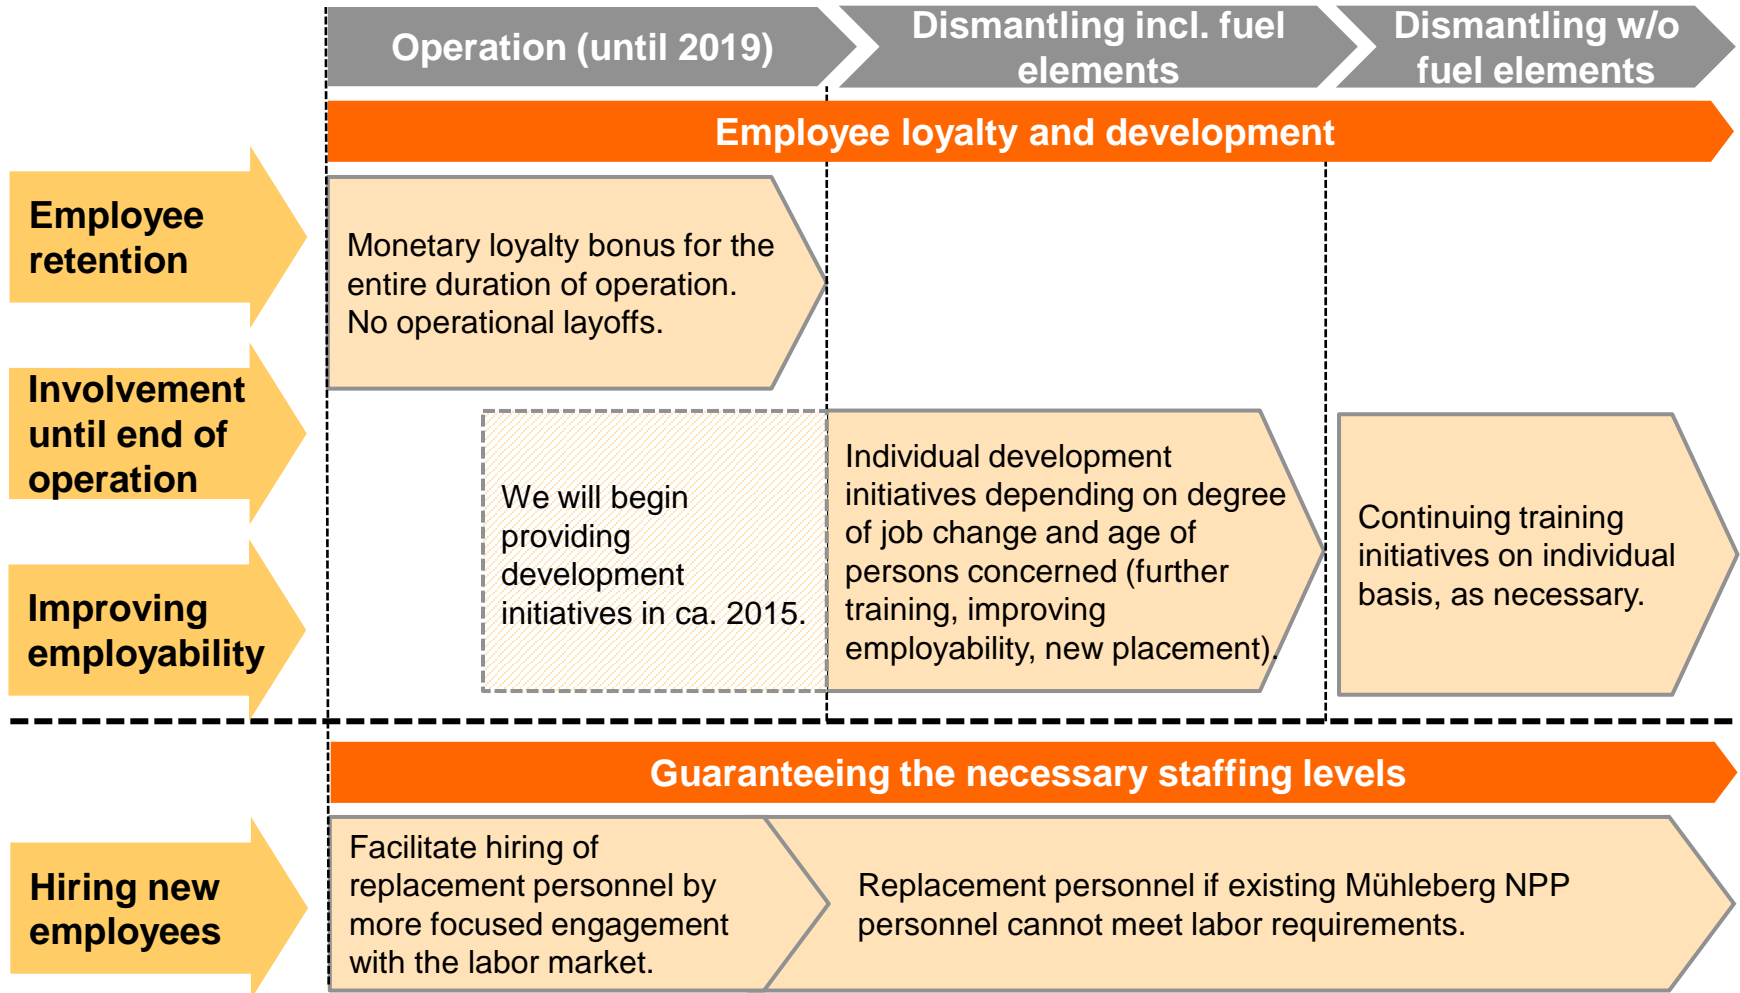 Operation (until 2019)
Dismantling incl. fuel
elements
Dismantling w/o
fuel elements
Employee loyalty and development
Employee
retention
Monetary loyalty bonus for the
entire duration of operation.
No operational layoffs.
Involvement
until end of
operation
Improving
employability
We will begin
providing
development
initiatives in ca. 2015.
Individual development
initiatives depending on degree
of job change and age of
persons concerned (further
training, improving
employability, new placement).
Continuing training
initiatives on individual
basis, as necessary.
Guaranteeing the necessary staffing levels
Hiring new
employees
Facilitate hiring of
replacement personnel by
more focused engagement
with the labor market.
Replacement personnel if existing Mühleberg NPP
personnel cannot meet labor requirements.